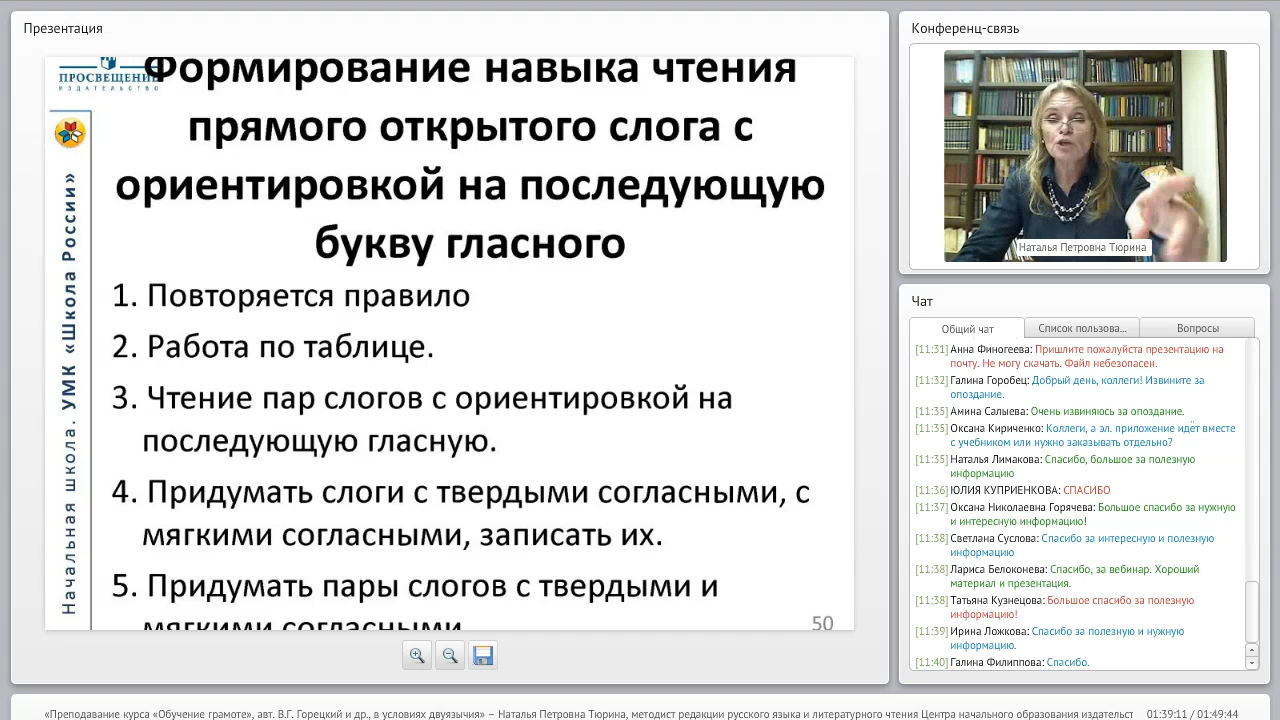 Презентация
ПРОСВЕЩЕНИЕ
ИЗДАТЕЛЬСТВО
Формирование навыка чтения
прямого открытого слога с
ориентировкой на последующую
букву гласного
1. Повторяется правило
2. Работа по таблице.
3. Чтение пар слогов с ориентировкой на
последующую гласную.
4. Придумать слоги с твердыми согласными, с
мягкими согласными, записать их.
5. Придумать пары слогов с твердыми и
мягкими согласными
50
Начальная школа. УМК «Школа России»
Конференц-связь
Наталья Петровна Тюрина
Чат
Общий чат
Список пользова...
Вопросы
[11:31] Анна Финогеева: Пришлите пожалуйста презентацию на
почту. Не могу скачать. Файл небезопасен.
[11:32] Галина Горобец: Добрый день, коллеги! Извините за
опоздание.
[11:35] Амина Салыева: Очень извиняюсь за опоздание.
[11:35] Оксана Кириченко: Коллеги, а эл. приложение идёт вместе
с учебником или нужно заказывать отдельно?
[11:35] Наталья Лимакова: Спасибо, большое за полезную
информацию
[11:36] ЮЛИЯ КУПРИЕНКОВА: СПАСИБО
[11:37] Оксана Николаевна Горячева: Большое спасибо за нужную
и интересную информацию!
[11:38] Светлана Суслова: Спасибо за интересную и полезную
информацию
[11:38] Лариса Белоконева: Спасибо, за вебинар. Хороший
материал и презентация.
[11:38] Татьяна Кузнецова: Большое спасибо за полезную
информацию!
[11:39] Ирина Ложкова: Спасибо за полезную и нужную
информацию.
[11:40] Галина Филиппова: Спасибо.
«Преподавание курса «Обучение грамоте», авт. В.Г. Горецкий и др., в условиях двуязычия» – Наталья Петровна Тюрина, методист редакции русского языка и литературного чтения Центра начального образования издательст
01:39:11 / 01:49:44